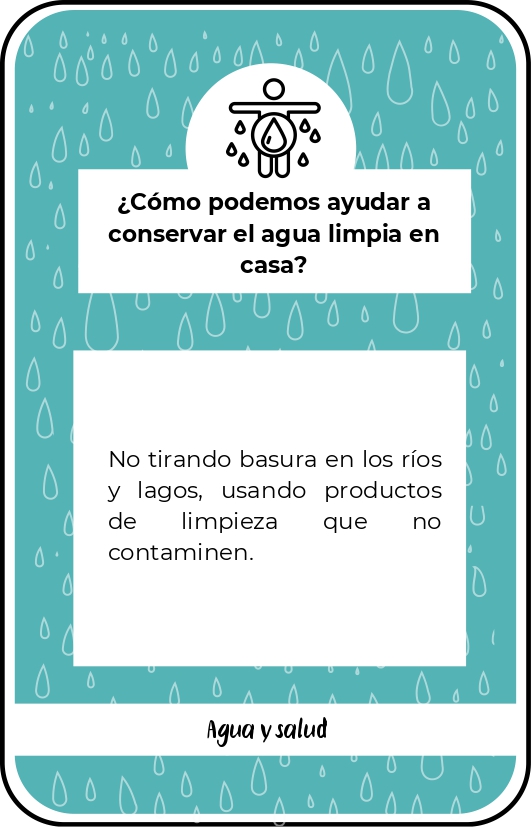 ¿Cómo podemos ayudar a
conservar el agua limpia en
casa?
No tirando basura en los ríos
y lagos, usando productos
de limpieza que no
contaminen.
Agua y salud